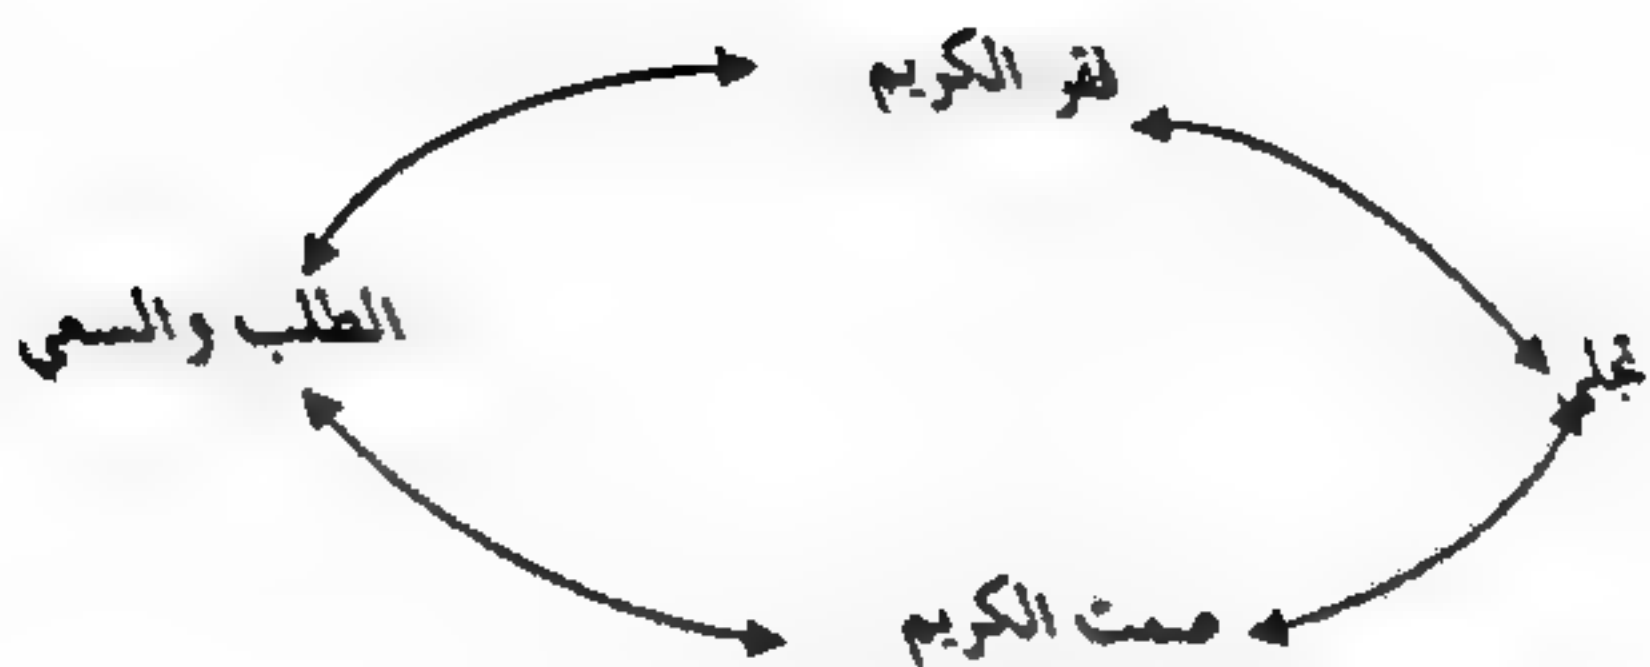 فقر الكريم
الطلب والسعي
صمت الكريم